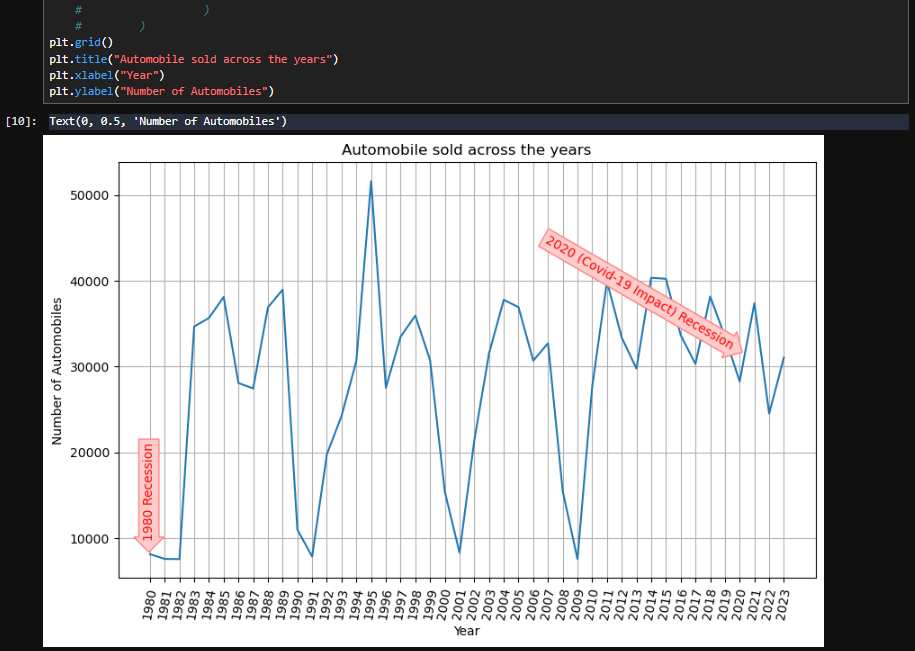 # )
# )
plt.grid()
plt.title("Automobile sold across the years")
plt.xlabel("Year")
plt.ylabel("Number of Automobiles")
[10]: Text(0, 0.5, 'Number of Automobiles')
Automobile sold across the years
50000
40000
30000
20000
10000
Number of Automobiles
2020 (Covid-19 Impact) Recession
1980 Recession
1980 1981 1982 1983 1984 1985 1986 1987 1988 1989 1990 1991 1992 1993 1994 1995 1996 1997 1998 1999 2000 2001 2002 2003 2004 2005 2006 2007 2008 2009 2010 2011 2012 2013 2014 2015 2016 2017 2018 2019 2020 2021 2022 2023
Year